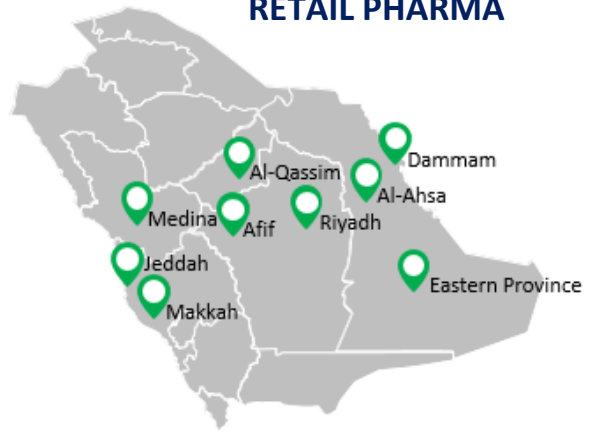 RETAIL PHARMA
Dammam
Al-Qassim
Al-Ahsa
Medina
Afif
Riyadh
Jeddah
Eastern Province
Makkah